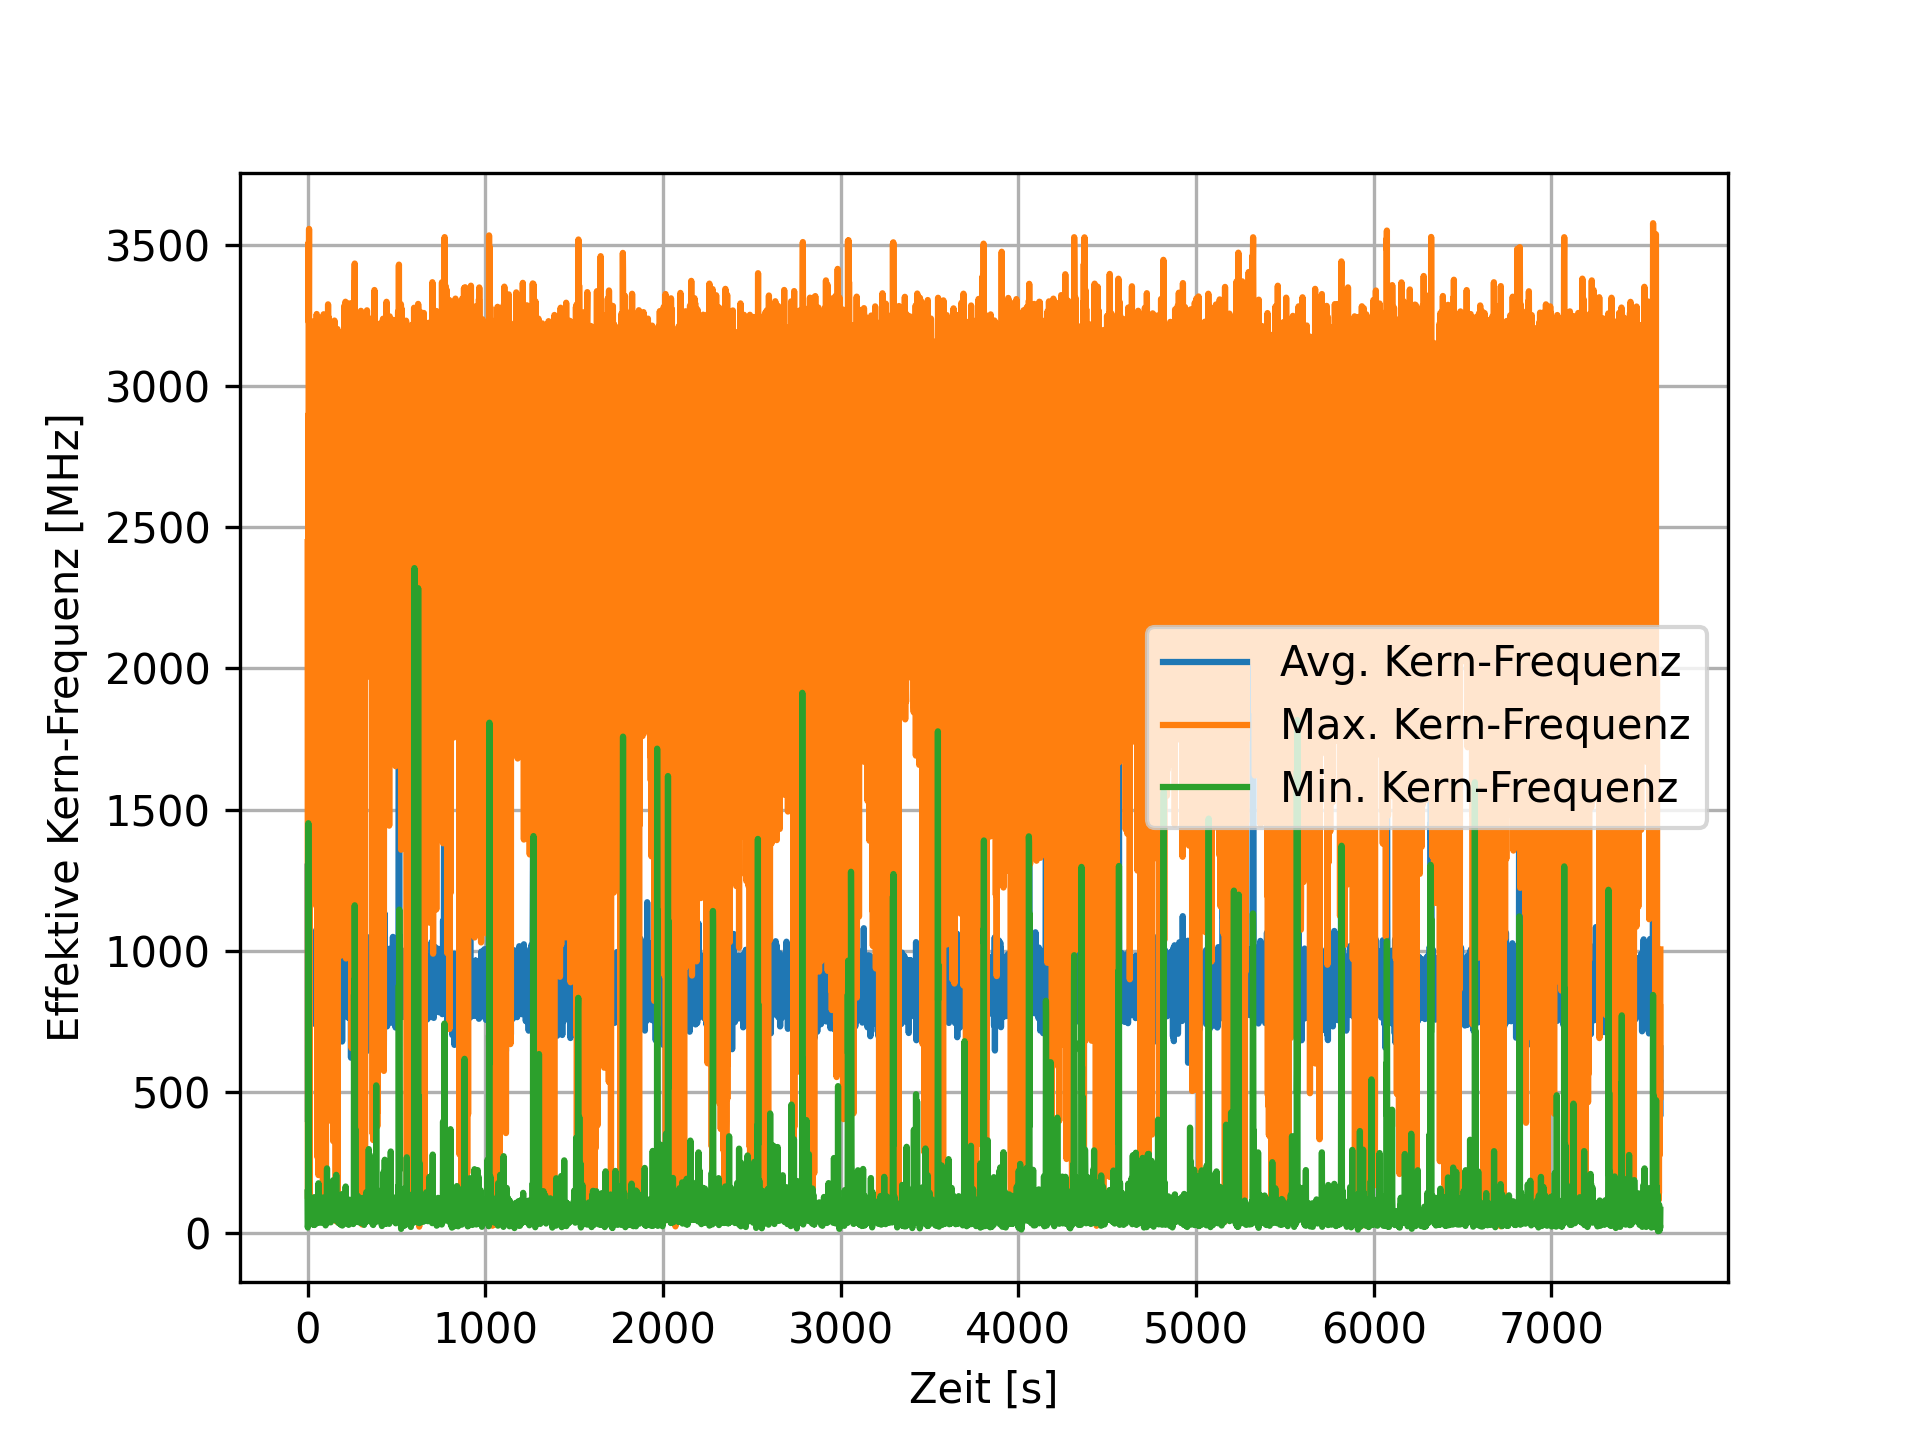 Effektive Kern-Frequenz [MHz]
3500
3000
2500
2000
1500
1000
500
0
Avg. Kern-Frequenz
Max. Kern-Frequenz
Min. Kern-Frequenz
0 1000 2000 3000 4000 5000 6000 7000
Zeit [s]